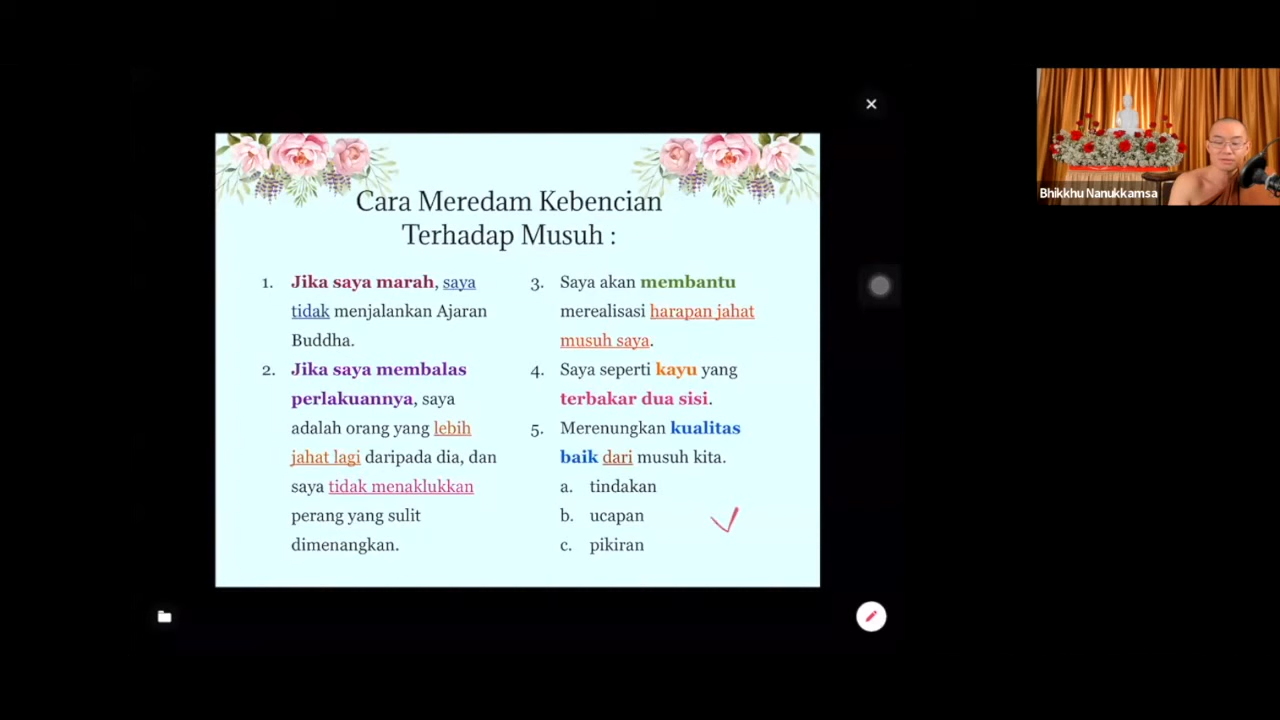 Cara Meredam Kebencian
Terhadap Musuh :
1. Jika saya marah, saya
tidak menjalankan Ajaran
Buddha.
2. Jika saya membalas
perlakuannya, saya
adalah orang yang lebih
jahat lagi daripada dia, dan
saya tidak menaklukkan
perang yang sulit
dimenangkan.
3. Saya akan membantu
merealisasi harapan jahat
musuh saya.
4. Saya seperti kayu yang
terbakar dua sisi.
5. Merenungkan kualitas
baik dari musuh kita.
a. tindakan
b. ucapan
c. pikiran
Bhikkhu Nanukkamsa